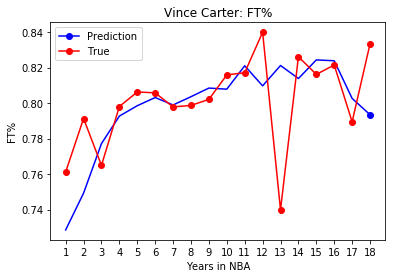 Vince Carter: FT%
Prediction
True
FT%
0.84
0.82
0.80
0.78
0.76
0.74
1 2 3 4 5 6 7 8 9 10 11 12 13 14 15 16 17 18
Years in NBA